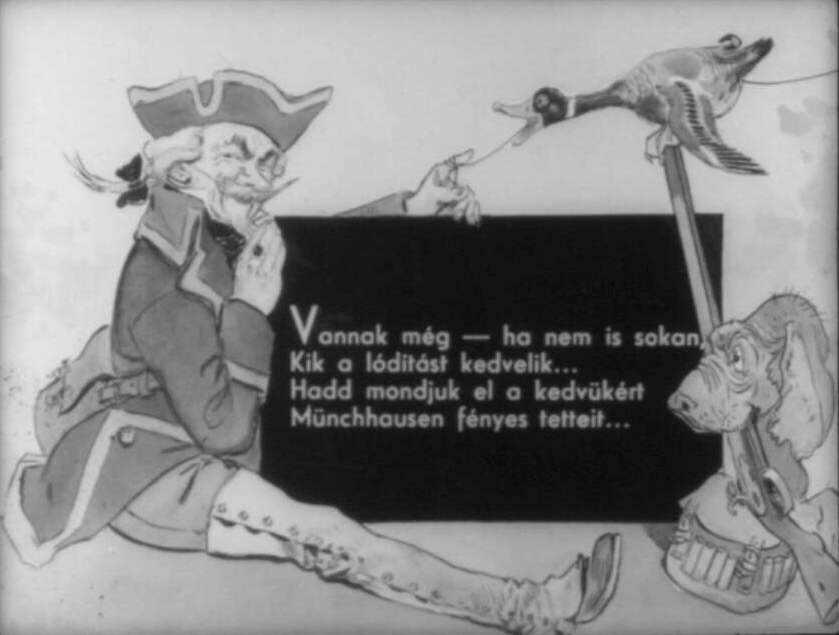 Vannak még — ha nem is sokan,
Kik a lódítást kedvelik...
Hadd mondjuk el a kedvükért
Münchhausen fényes tetteit...